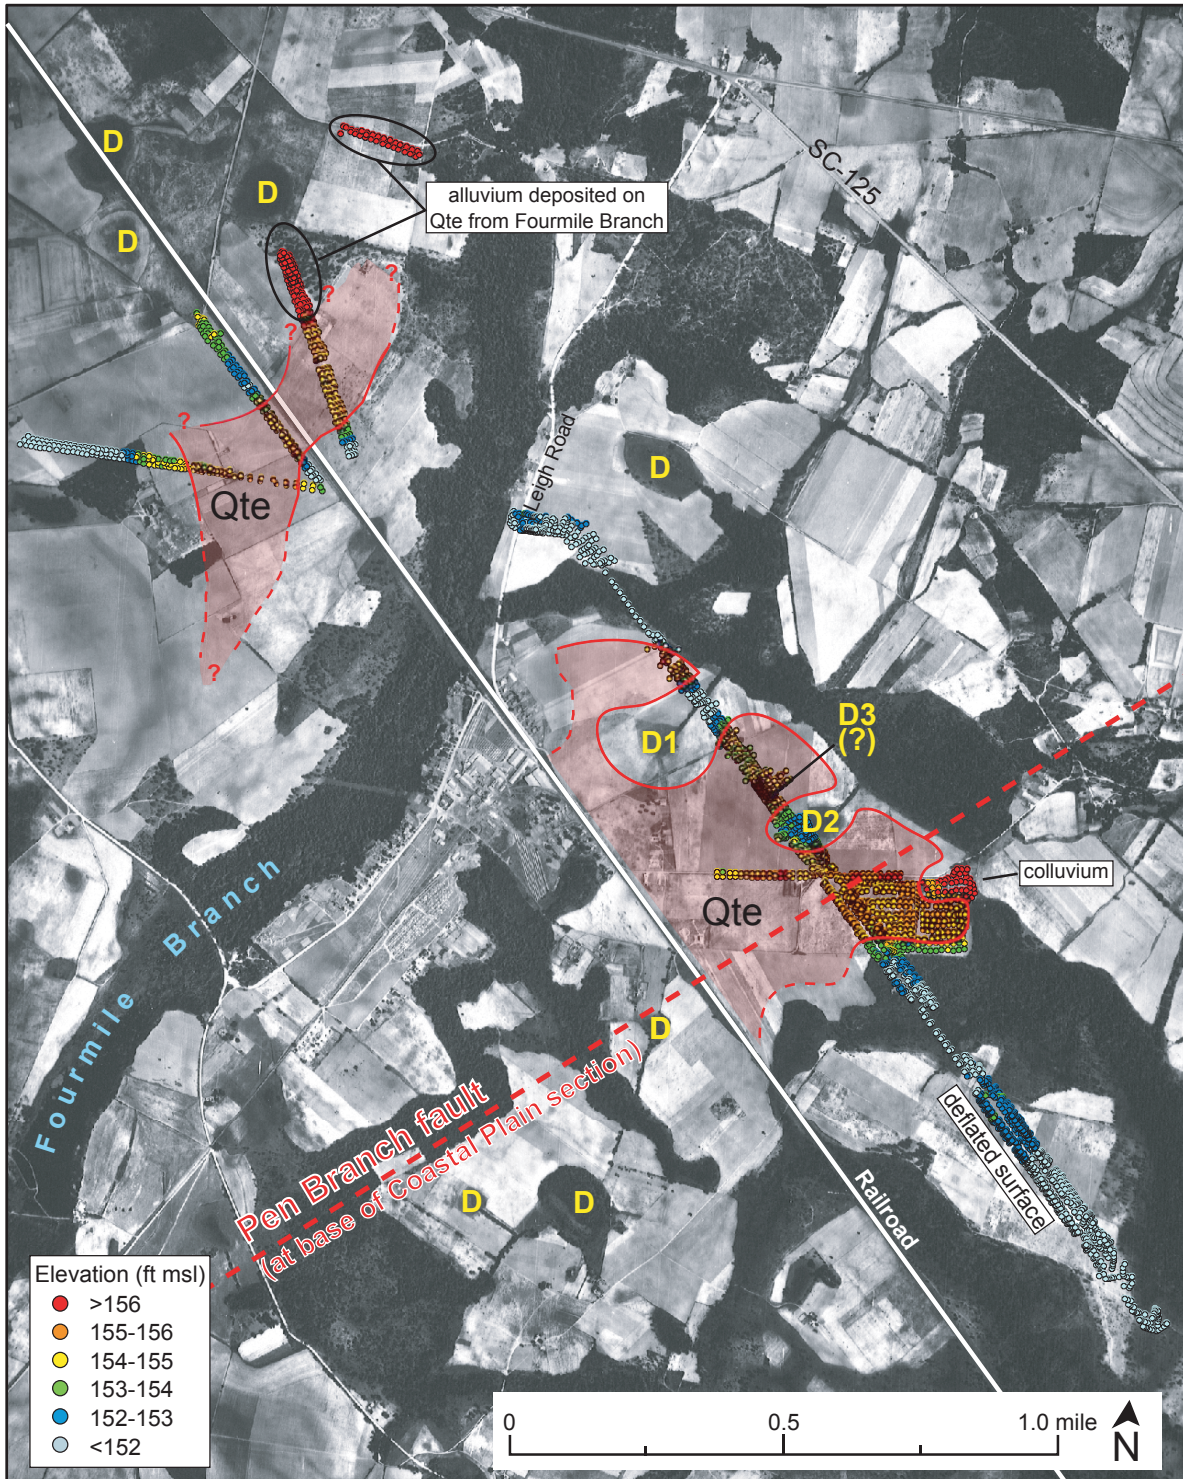 D
D
D
alluvium deposited on
Qte from Fourmile Branch
SC-125
?
?
?
?
Qte
?
Leigh Road
D
D1
D3
(?)
D2
colluvium
Qte
Fourmile Branch
D
Pen Branch fault
(at base of Coastal Plain section)
D
D
deflated surface
Railroad
Elevation (ft msl)
>156
155-156
154-155
153-154
152-153
<152
0 0.5 1.0 mile
N